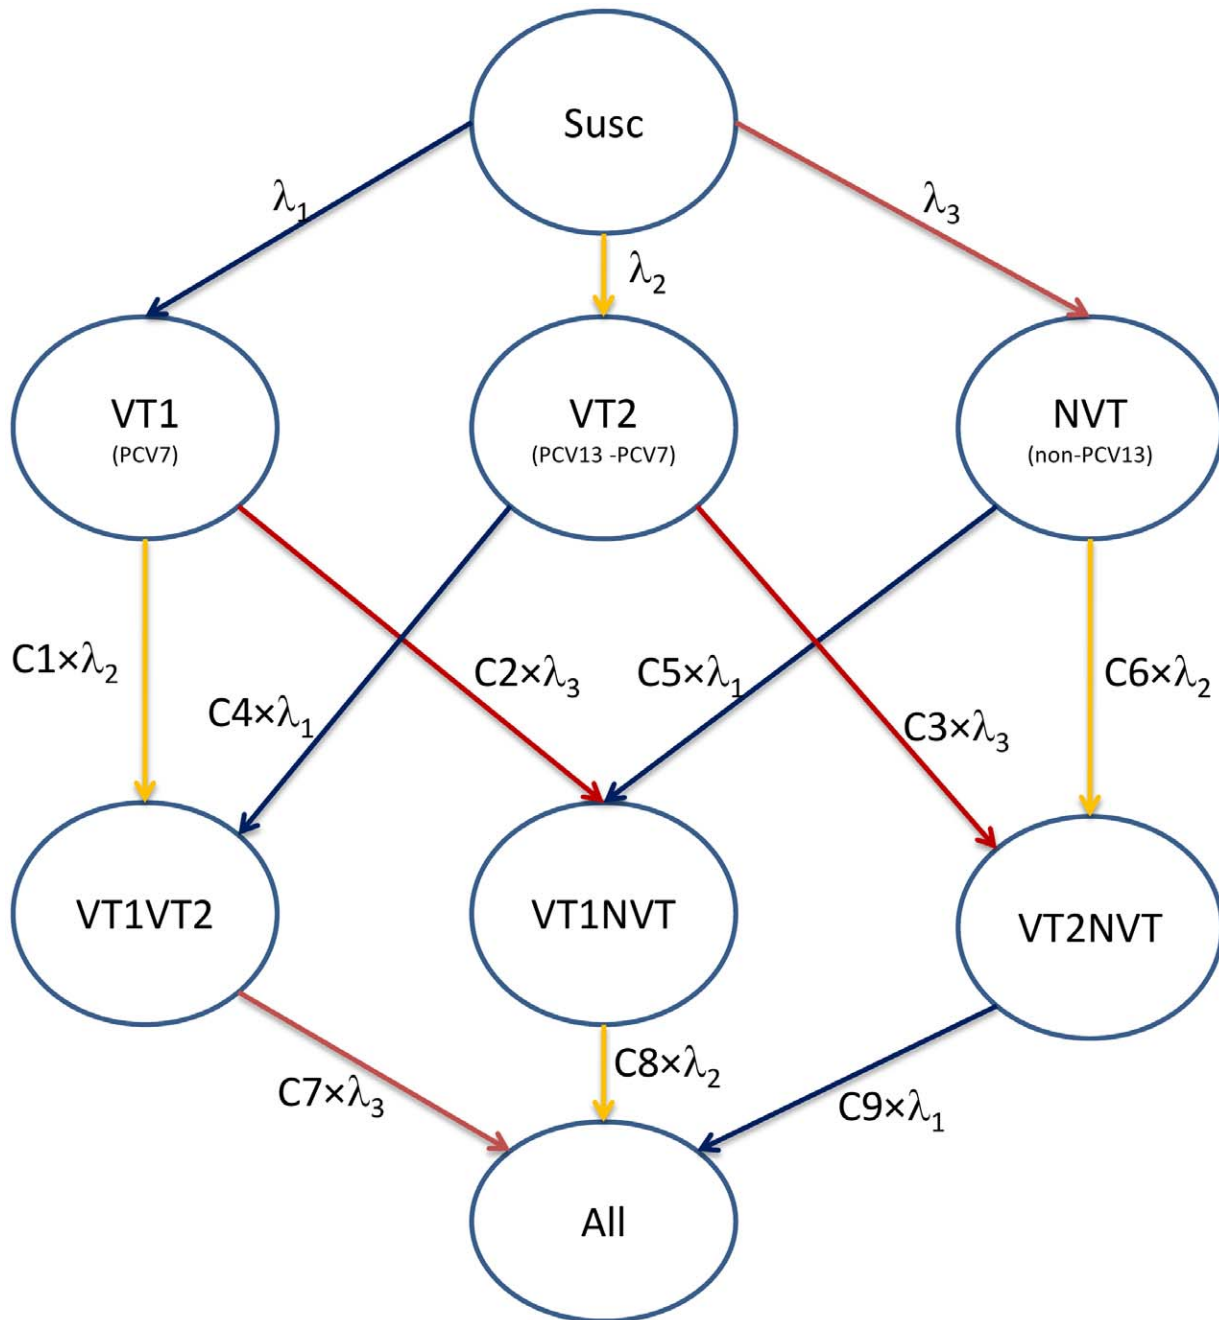 Susc
λ1
λ2
λ3
VT1
(PCV7)
VT2
(PCV13 -PCV7)
NVT
(non-PCV13)
C1×λ2
C4×λ1
C2×λ3
C5×λ1
C3×λ3
C6×λ2
VT1VT2
VT1NVT
VT2NVT
C7×λ3
C8×λ2
C9×λ1
All